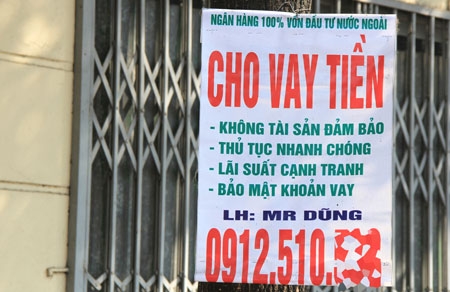 NGÂN HÀNG 100% VỐN ĐẦU TƯ NƯỚC NGOÀI
CHO VAY TIỀN
- KHÔNG TÀI SẢN ĐẢM BẢO
- THỦ TỤC NHANH CHÓNG
- LÃI SUẤT CẠNH TRANH
- BẢO MẬT KHOẢN VAY
LH: MR DŨNG
0912.510.